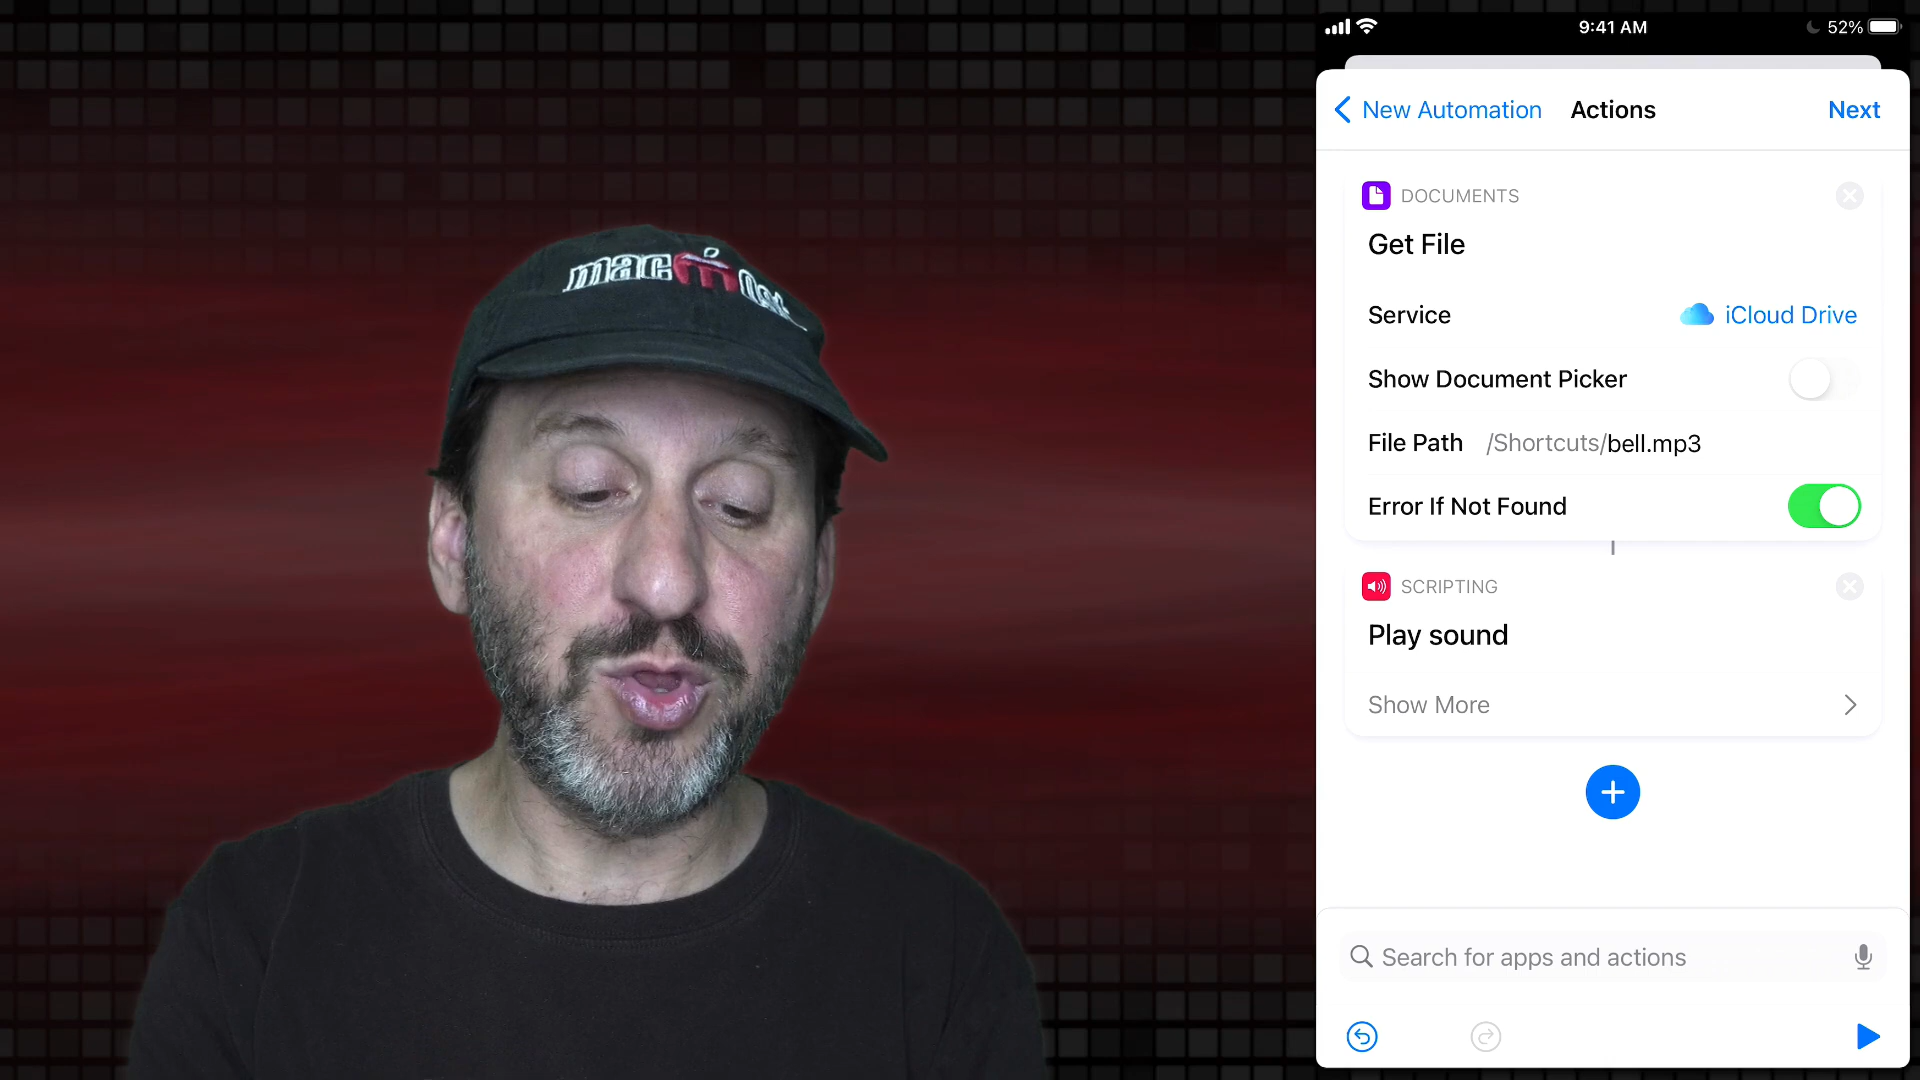 9:41 AM
52%
New Automation
Actions
Next
DOCUMENTS
Get File
Service
iCloud Drive
Show Document Picker
File Path
/Shortcuts/bell.mp3
Error If Not Found
SCRIPTING
Play sound
Show More
Search for apps and actions
macmost